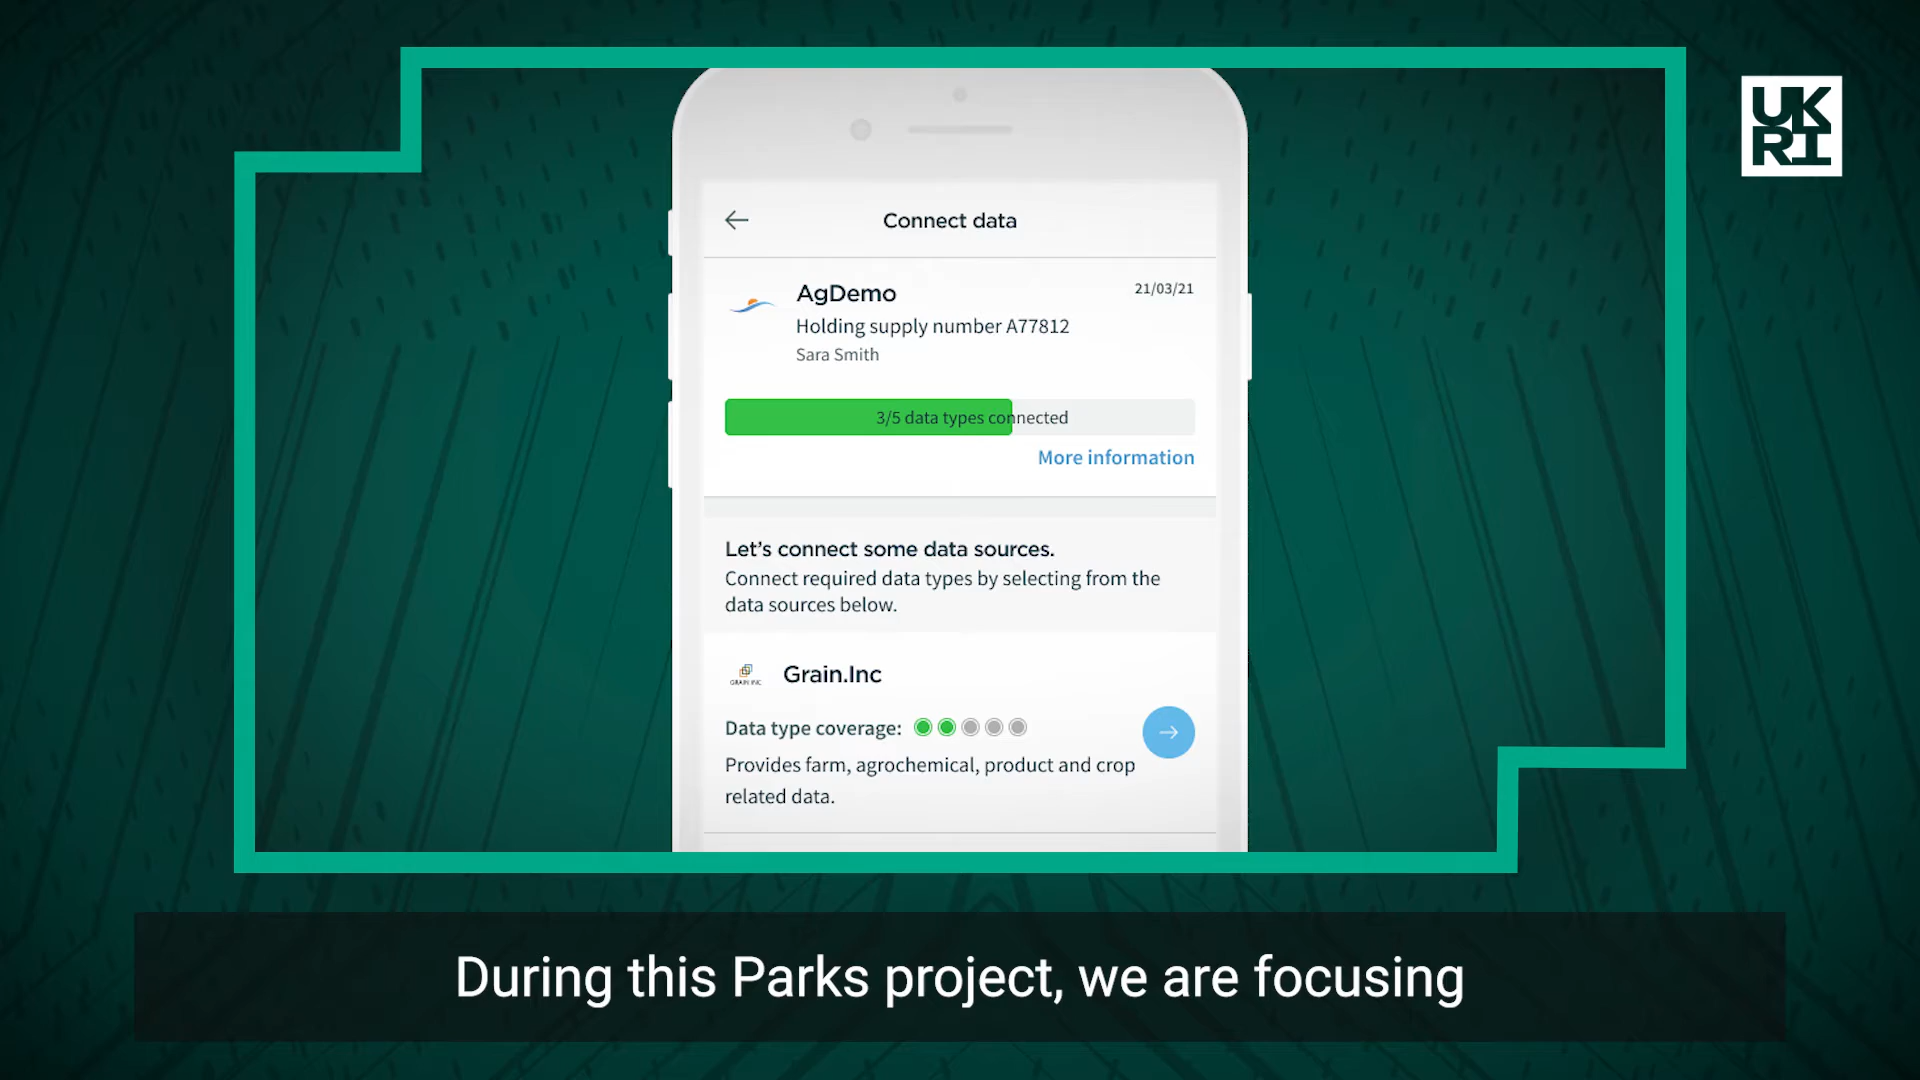 UK
RI
Connect data
AgDemo
21/03/21
Holding supply number A77812
Sara Smith
3/5 data types connected
More information
Let's connect some data sources.
Connect required data types by selecting from the
data sources below.
GRAIN INC
Grain.Inc
Data type coverage:
Provides farm, agrochemical, product and crop
related data.
During this Parks project, we are focusing